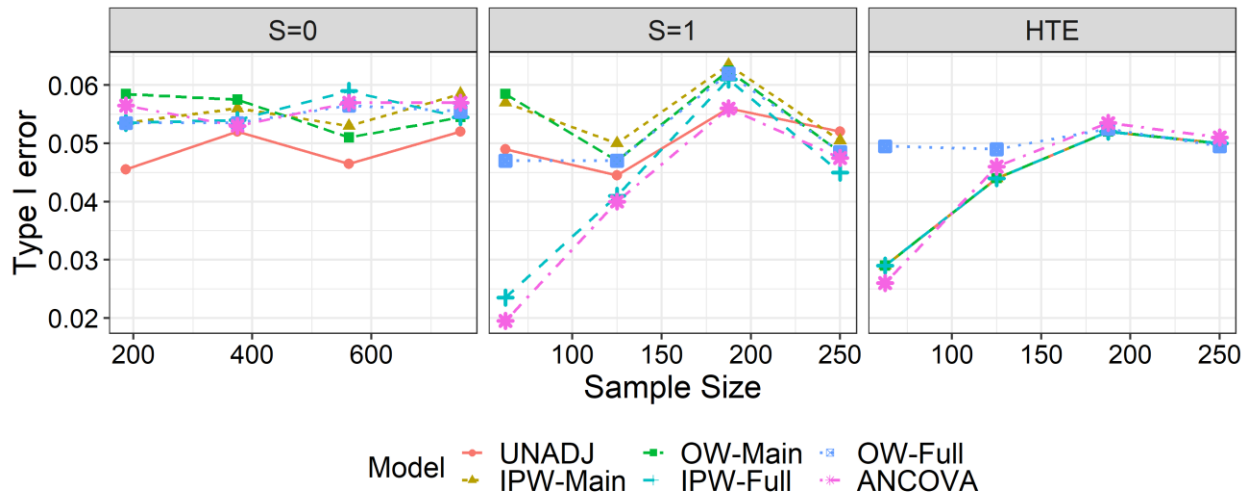 S=0 S=1 HTE
Type I error
0.06
0.05
0.04
0.03
0.02
200 400 600 100 150 200 250 100 150 200 250
Sample Size
Model UNADJ OW-Main OW-Full
IPW-Main IPW-Full ANCOVA